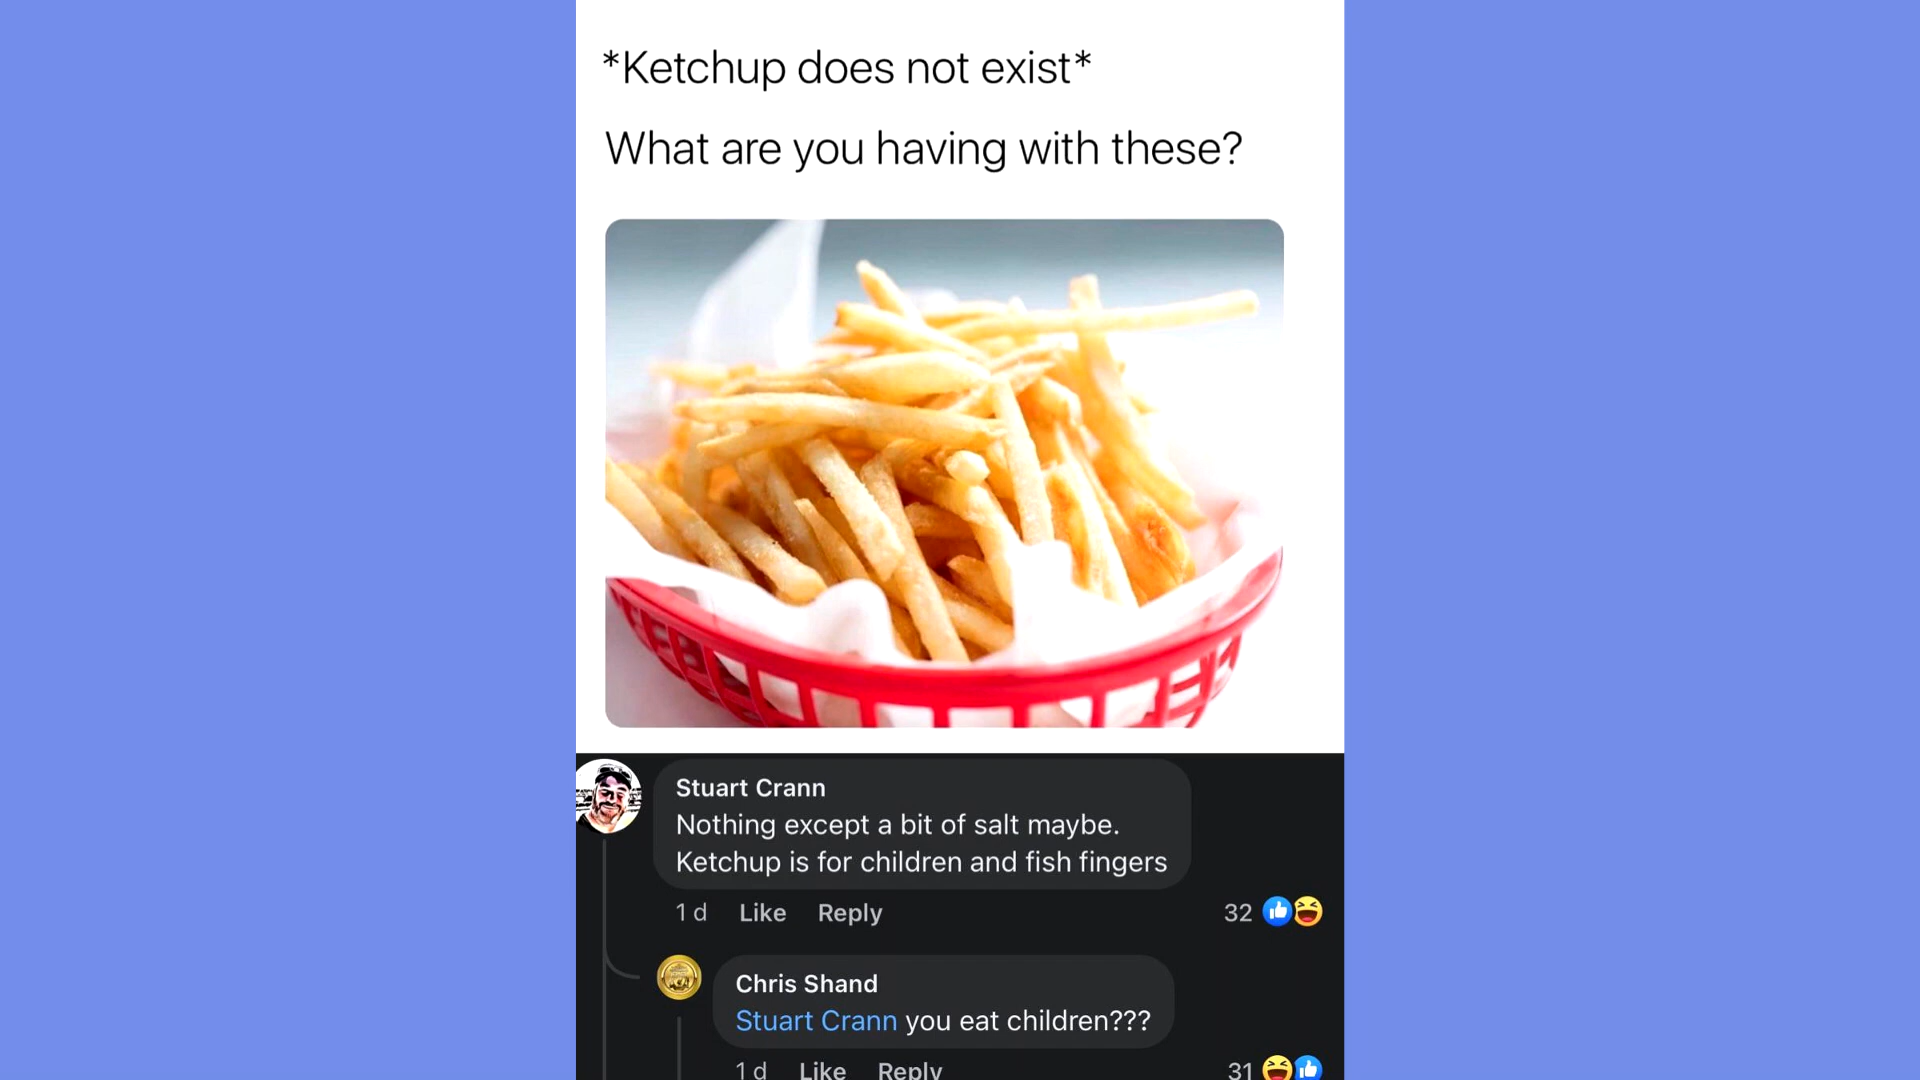 *Ketchup does not exist*
What are you having with these?
Stuart Crann
Nothing except a bit of salt maybe.
Ketchup is for children and fish fingers
1 d Like Reply 32
Chris Shand
Stuart Crann you eat children???
1 d Like Reply 31